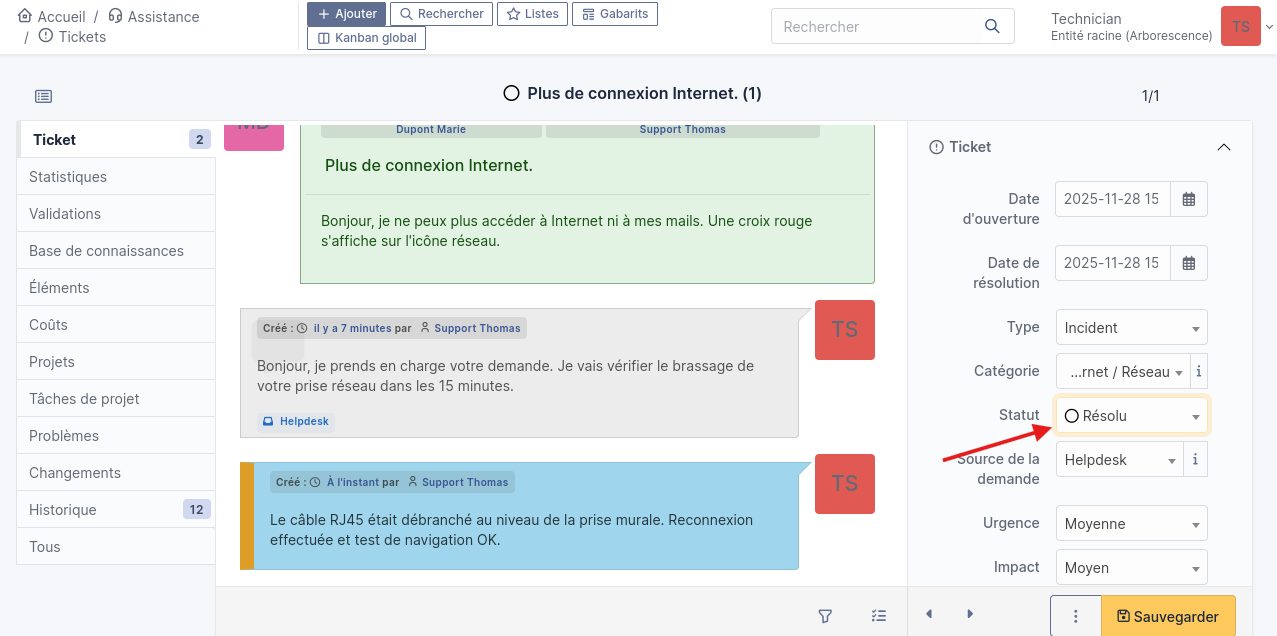 Accueil / Assistance
/ Tickets
Ajouter Rechercher Listes Gabarits
Kanban global
Rechercher
Technician
Entité racine (Arborescence)
TS
Plus de connexion Internet. (1)
1/1
Ticket 2
Statistiques
Validations
Base de connaissances
Éléments
Coûts
Projets
Tâches de projet
Problèmes
Changements
Historique 12
Tous
MD
Dupont Marie Support Thomas
Plus de connexion Internet.
Bonjour, je ne peux plus accéder à Internet ni à mes mails. Une croix rouge
s'affiche sur l'icône réseau.
Créé : il y a 7 minutes par Support Thomas
TS
Bonjour, je prends en charge votre demande. Je vais vérifier le brassage de
votre prise réseau dans les 15 minutes.
Helpdesk
Créé : À l'instant par Support Thomas
TS
Le câble RJ45 était débranché au niveau de la prise murale. Reconnexion
effectuée et test de navigation OK.
Ticket
Date
d'ouverture
2025-11-28 15
Date de
résolution
2025-11-28 15
Type Incident
Catégorie ...rnet / Réseau i
Statut Résolu
Source de la
demande
Helpdesk i
Urgence Moyenne
Impact Moyen
Sauvegarder